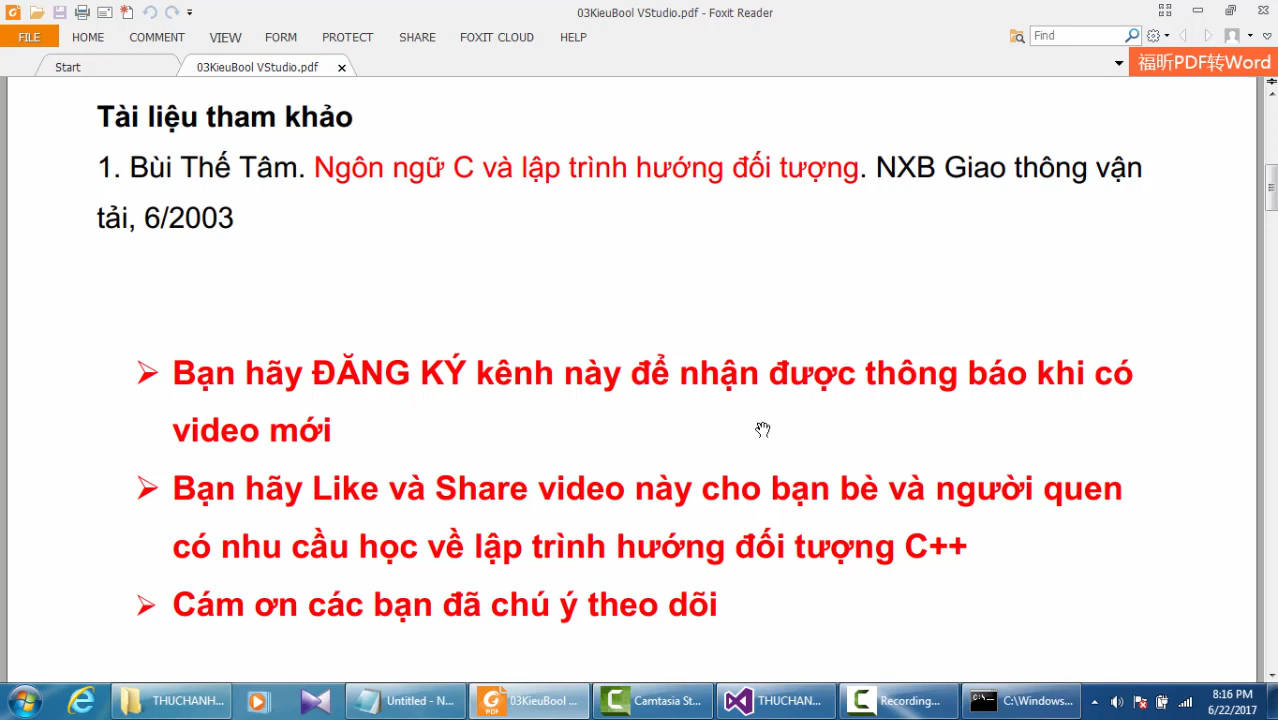 03KieuBool VStudio.pdf - Foxit Reader
FILE HOME COMMENT VIEW FORM PROTECT SHARE FOXIT CLOUD HELP Find
Start 03KieuBool VStudio.pdf 福昕PDF转Word
Tài liệu tham khảo
1. Bùi Thế Tâm. Ngôn ngữ C và lập trình hướng đối tượng. NXB Giao thông vận
tải, 6/2003
Bạn hãy ĐĂNG KÝ kênh này để nhận được thông báo khi có
video mới
Bạn hãy Like và Share video này cho bạn bè và người quen
có nhu cầu học về lập trình hướng đối tượng C++
Cám ơn các bạn đã chú ý theo dõi
THUCHANH... Untitled - N... 03KieuBool ... Camtasia St... THUCHAN... Recording... C:\Windows... 8:16 PM
6/22/2017